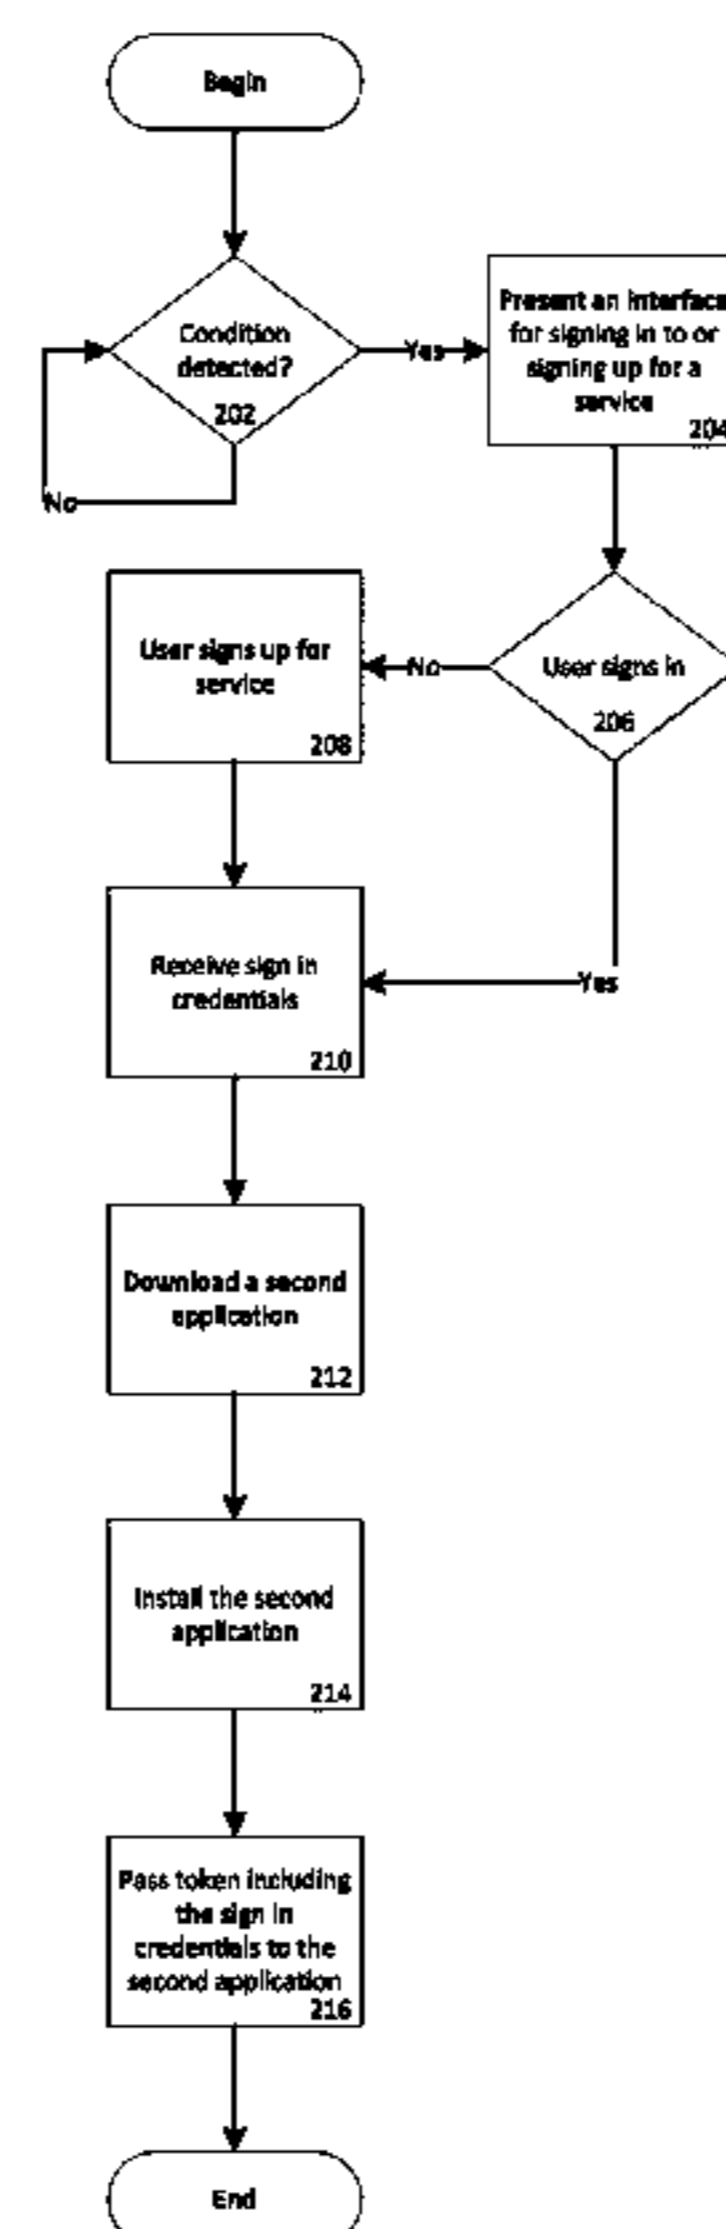 Begin
Condition
detected?
202
Yes
No
Present an interface
for signing in to or
signing up for a
service
204
User signs in
206
No
Yes
User signs up for
service
208
Receive sign in
credentials
210
Download a second
application
212
Install the second
application
214
Pass token including
the sign in
credentials to the
second application
216
End